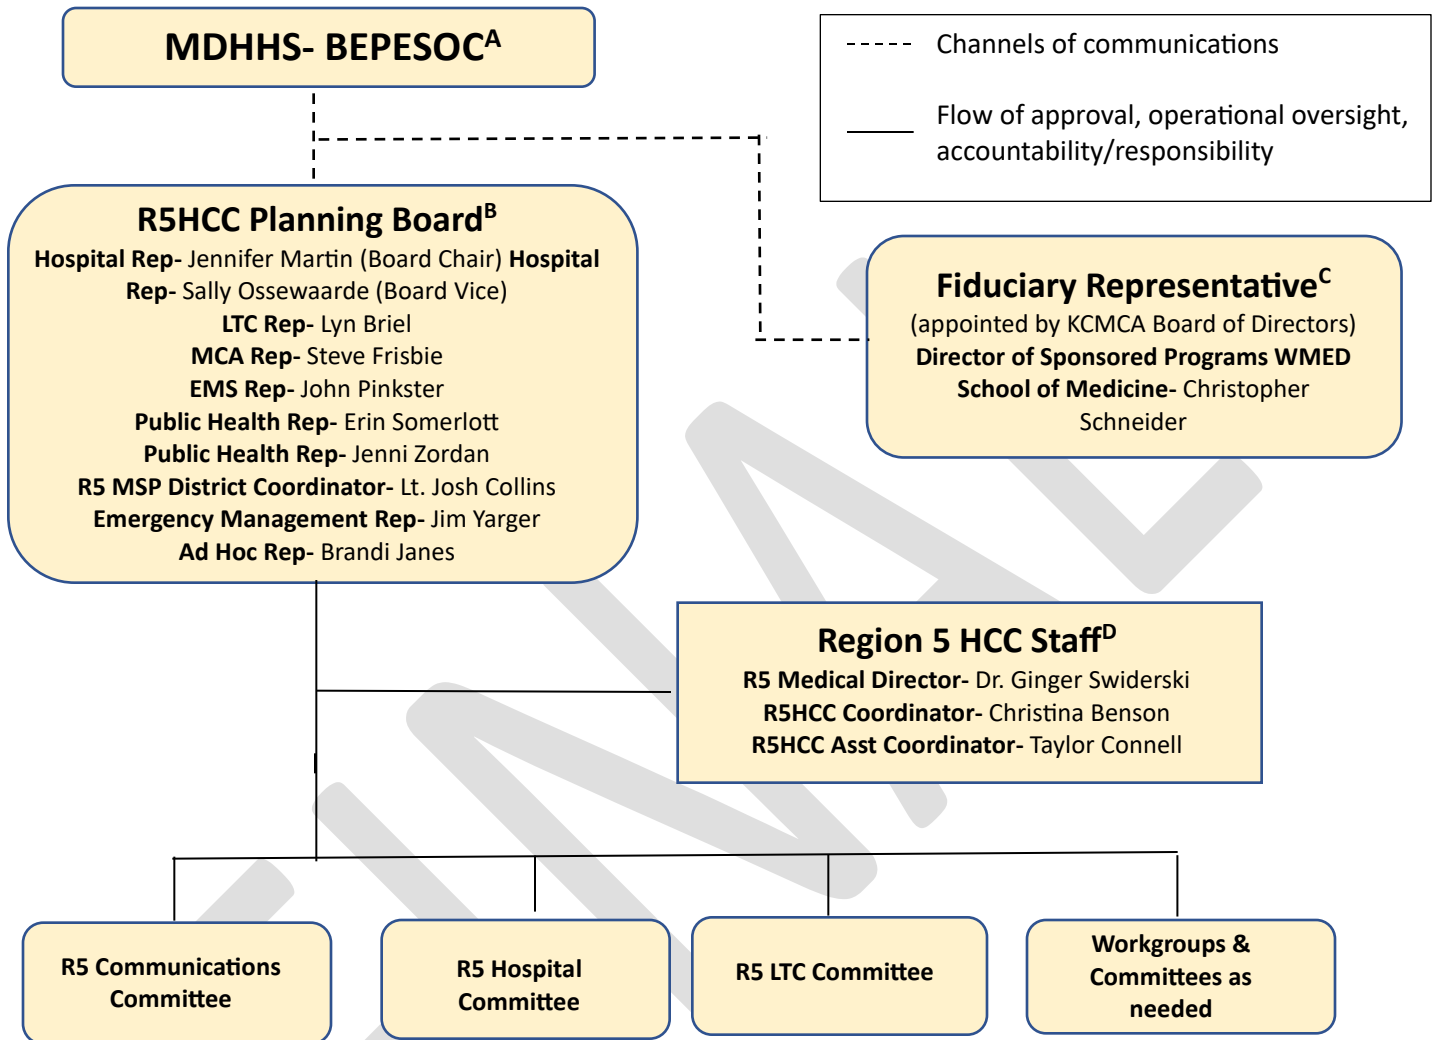 MDHHS- BEPESOCᴬ
Channels of communications
Flow of approval, operational oversight,
accountability/responsibility
R5HCC Planning Boardᴮ
Hospital Rep- Jennifer Martin (Board Chair) Hospital
Rep- Sally Ossewaarde (Board Vice)
LTC Rep- Lyn Briel
MCA Rep- Steve Frisbie
EMS Rep- John Pinkster
Public Health Rep- Erin Somerlott
Public Health Rep- Jenni Zordan
R5 MSP District Coordinator- Lt. Josh Collins
Emergency Management Rep- Jim Yarger
Ad Hoc Rep- Brandi Janes
Fiduciary Representativeᶜ
(appointed by KCMCA Board of Directors)
Director of Sponsored Programs WMED
School of Medicine- Christopher
Schneider
Region 5 HCC Staffᴰ
R5 Medical Director- Dr. Ginger Swiderski
R5HCC Coordinator- Christina Benson
R5HCC Asst Coordinator- Taylor Connell
R5 Communications
Committee
R5 Hospital
Committee
R5 LTC Committee
Workgroups &
Committees as
needed
FINAL